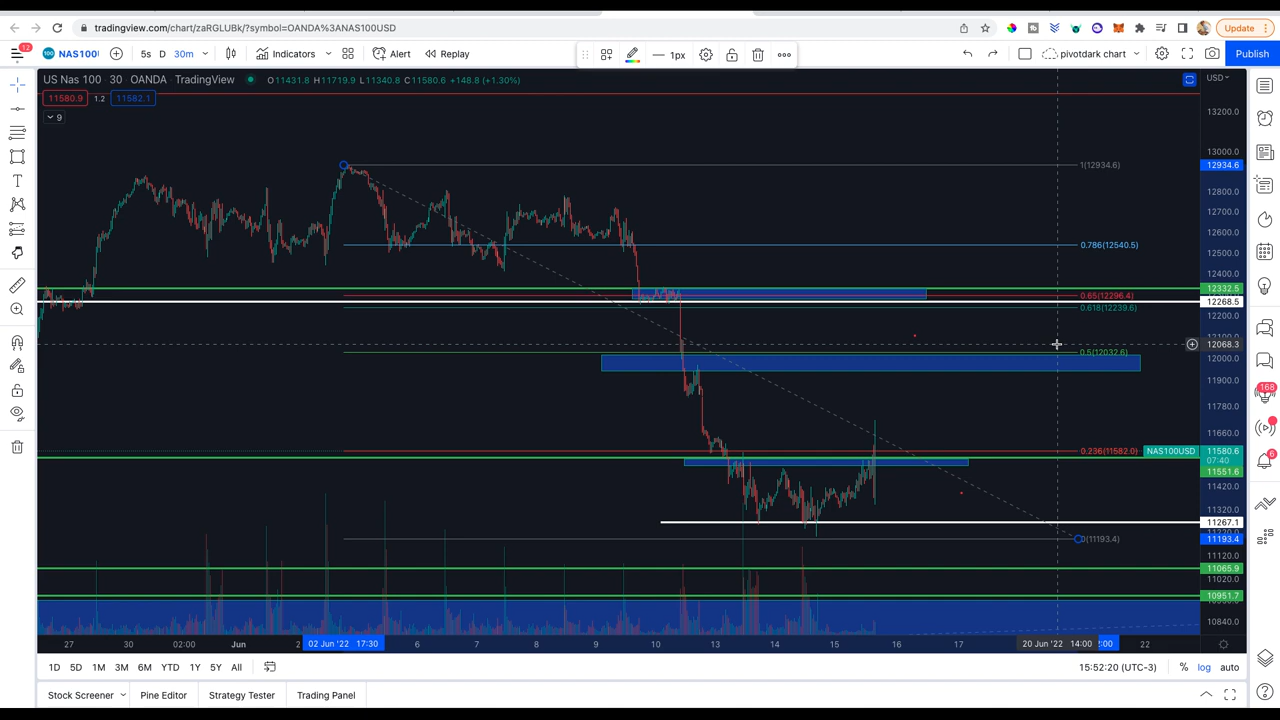 tradingview.com/chart/zaRGLUBk/?symbol=OANDA%3ANAS100USD
Update
12
NAS100!
5s D 30m
Indicators
Alert
Replay
1px
pivotdark chart
Publish
US Nas 100 · 30 · OANDA · TradingView
O11431.8 H11719.9 L11340.8 C11580.6 +148.8 (+1.30%)
USD
11580.9 1.2 11582.1
9
13200.0
13000.0
1(12934.6)
12934.6
12800.0
12700.0
12600.0
0.786(12540.5)
12500.0
12400.0
12332.5
0.65(12296.4)
12268.5
0.618(12239.6)
12200.0
12068.3
0.5(12032.6)
12000.0
11900.0
11780.0
168
11660.0
0.236(11582.0)
NAS100USD
11580.6
07:40
6
11551.6
11420.0
11320.0
11267.1
0(11193.4)
11193.4
11120.0
11065.9
11020.0
10951.7
10840.0
27 30 02:00 Jun 2 02 Jun '22 17:30 6 7 8 9 10 13 14 15 16 17 20 Jun '22 14:00 :00 22
1D 5D 1M 3M 6M YTD 1Y 5Y All
15:52:20 (UTC-3)
% log auto
Stock Screener
Pine Editor
Strategy Tester
Trading Panel